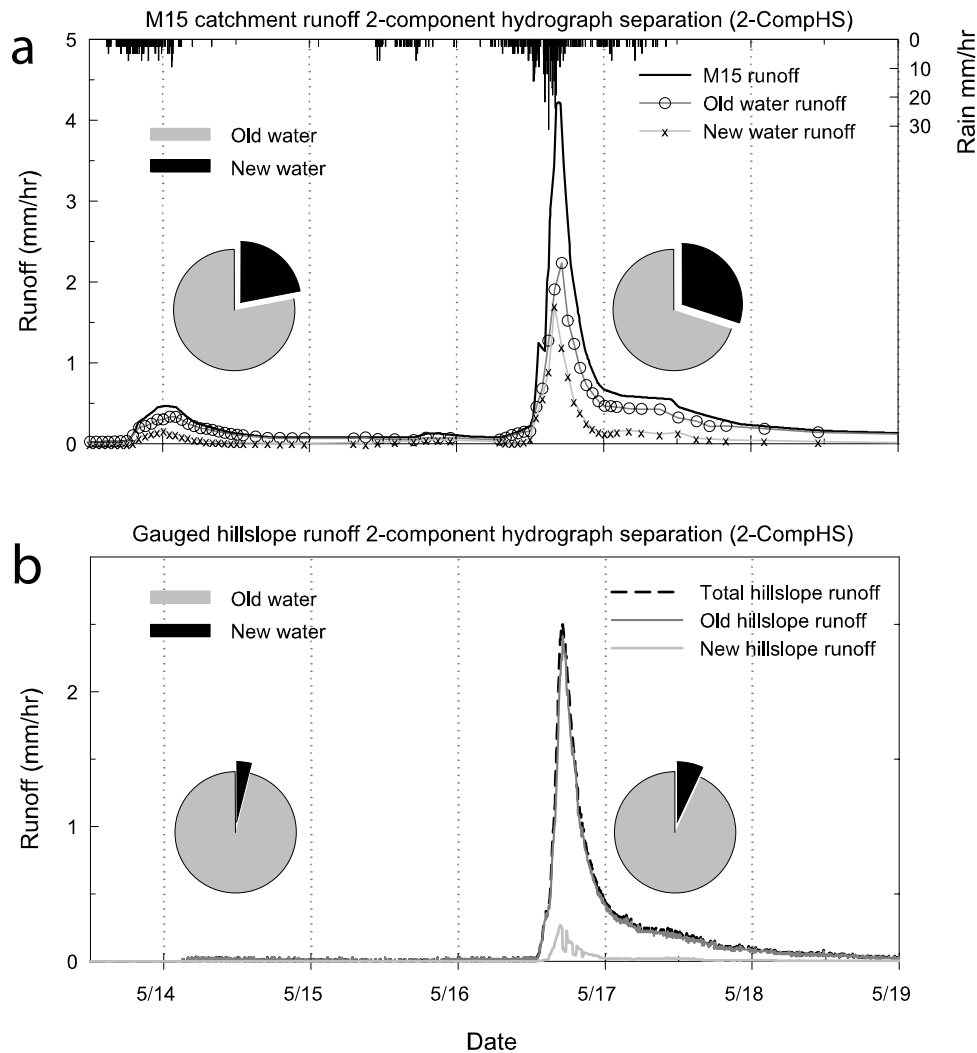 M15 catchment runoff 2-component hydrograph separation (2-CompHS)
a
5
4
3
2
1
0
Runoff (mm/hr)
0
10
20
30
Rain mm/hr
Old water
New water
M15 runoff
Old water runoff
New water runoff
Gauged hillslope runoff 2-component hydrograph separation (2-CompHS)
b
2
1
0
Runoff (mm/hr)
Old water
New water
Total hillslope runoff
Old hillslope runoff
New hillslope runoff
5/14 5/15 5/16 5/17 5/18 5/19
Date